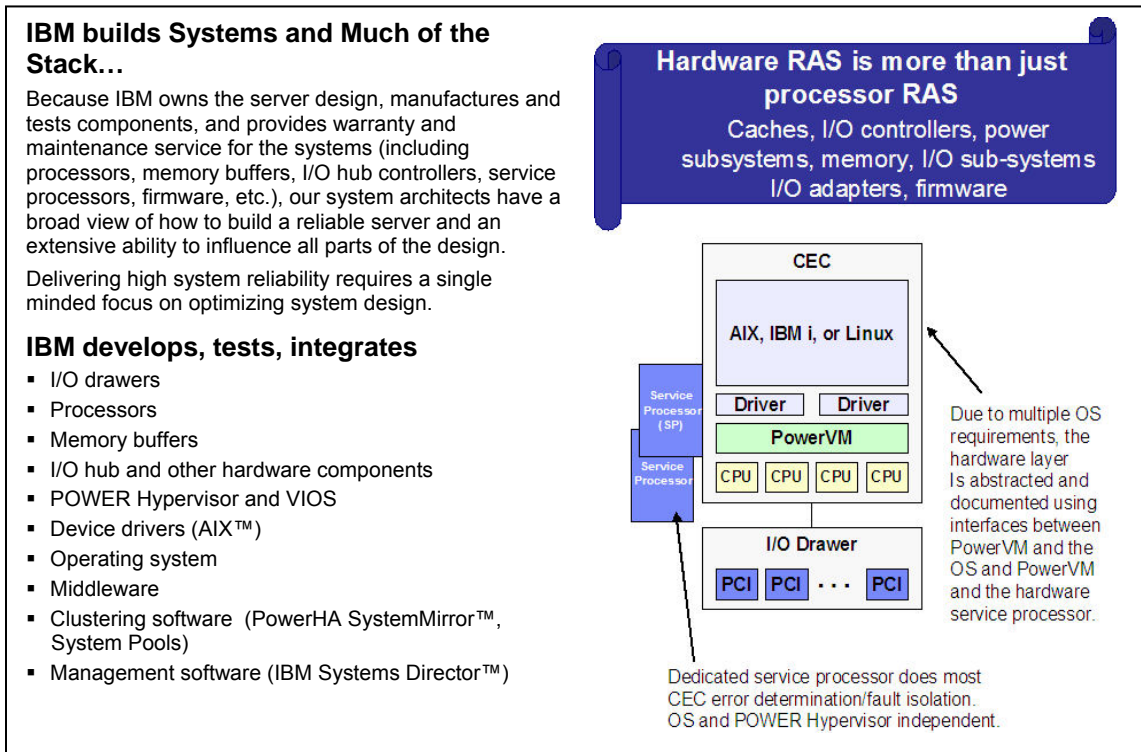 IBM builds Systems and Much of the
Stack…
Because IBM owns the server design, manufactures and
tests components, and provides warranty and
maintenance service for the systems (including
processors, memory buffers, I/O hub controllers, service
processors, firmware, etc.), our system architects have a
broad view of how to build a reliable server and an
extensive ability to influence all parts of the design.
Delivering high system reliability requires a single
minded focus on optimizing system design.
IBM develops, tests, integrates
▪ I/O drawers
▪ Processors
▪ Memory buffers
▪ I/O hub and other hardware components
▪ POWER Hypervisor and VIOS
▪ Device drivers (AIX™)
▪ Operating system
▪ Middleware
▪ Clustering software (PowerHA SystemMirror™,
System Pools)
▪ Management software (IBM Systems Director™)
Hardware RAS is more than just
processor RAS
Caches, I/O controllers, power
subsystems, memory, I/O sub-systems
I/O adapters, firmware
CEC
AIX, IBM i, or Linux
Driver Driver
PowerVM
CPU CPU CPU CPU
Service
Processor
(SP)
Service
Processor
I/O Drawer
PCI PCI · · · PCI
Due to multiple OS
requirements, the
hardware layer
Is abstracted and
documented using
interfaces between
PowerVM and the
OS and PowerVM
and the hardware
service processor.
Dedicated service processor does most
CEC error determination/fault isolation.
OS and POWER Hypervisor independent.